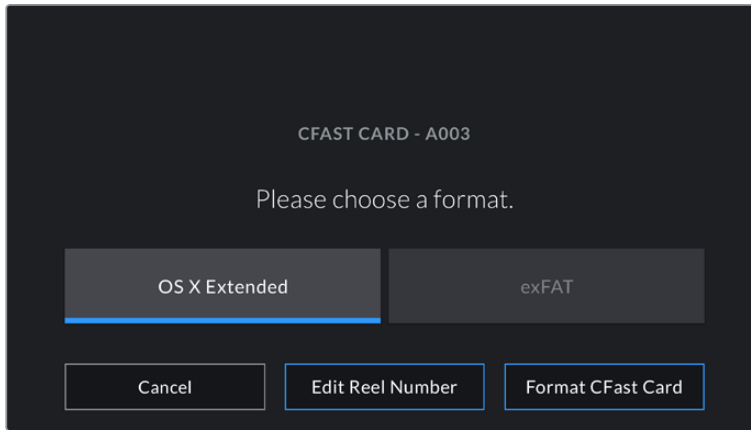 CFAST CARD - A003
Please choose a format.
OS X Extended
exFAT
Cancel
Edit Reel Number
Format CFast Card